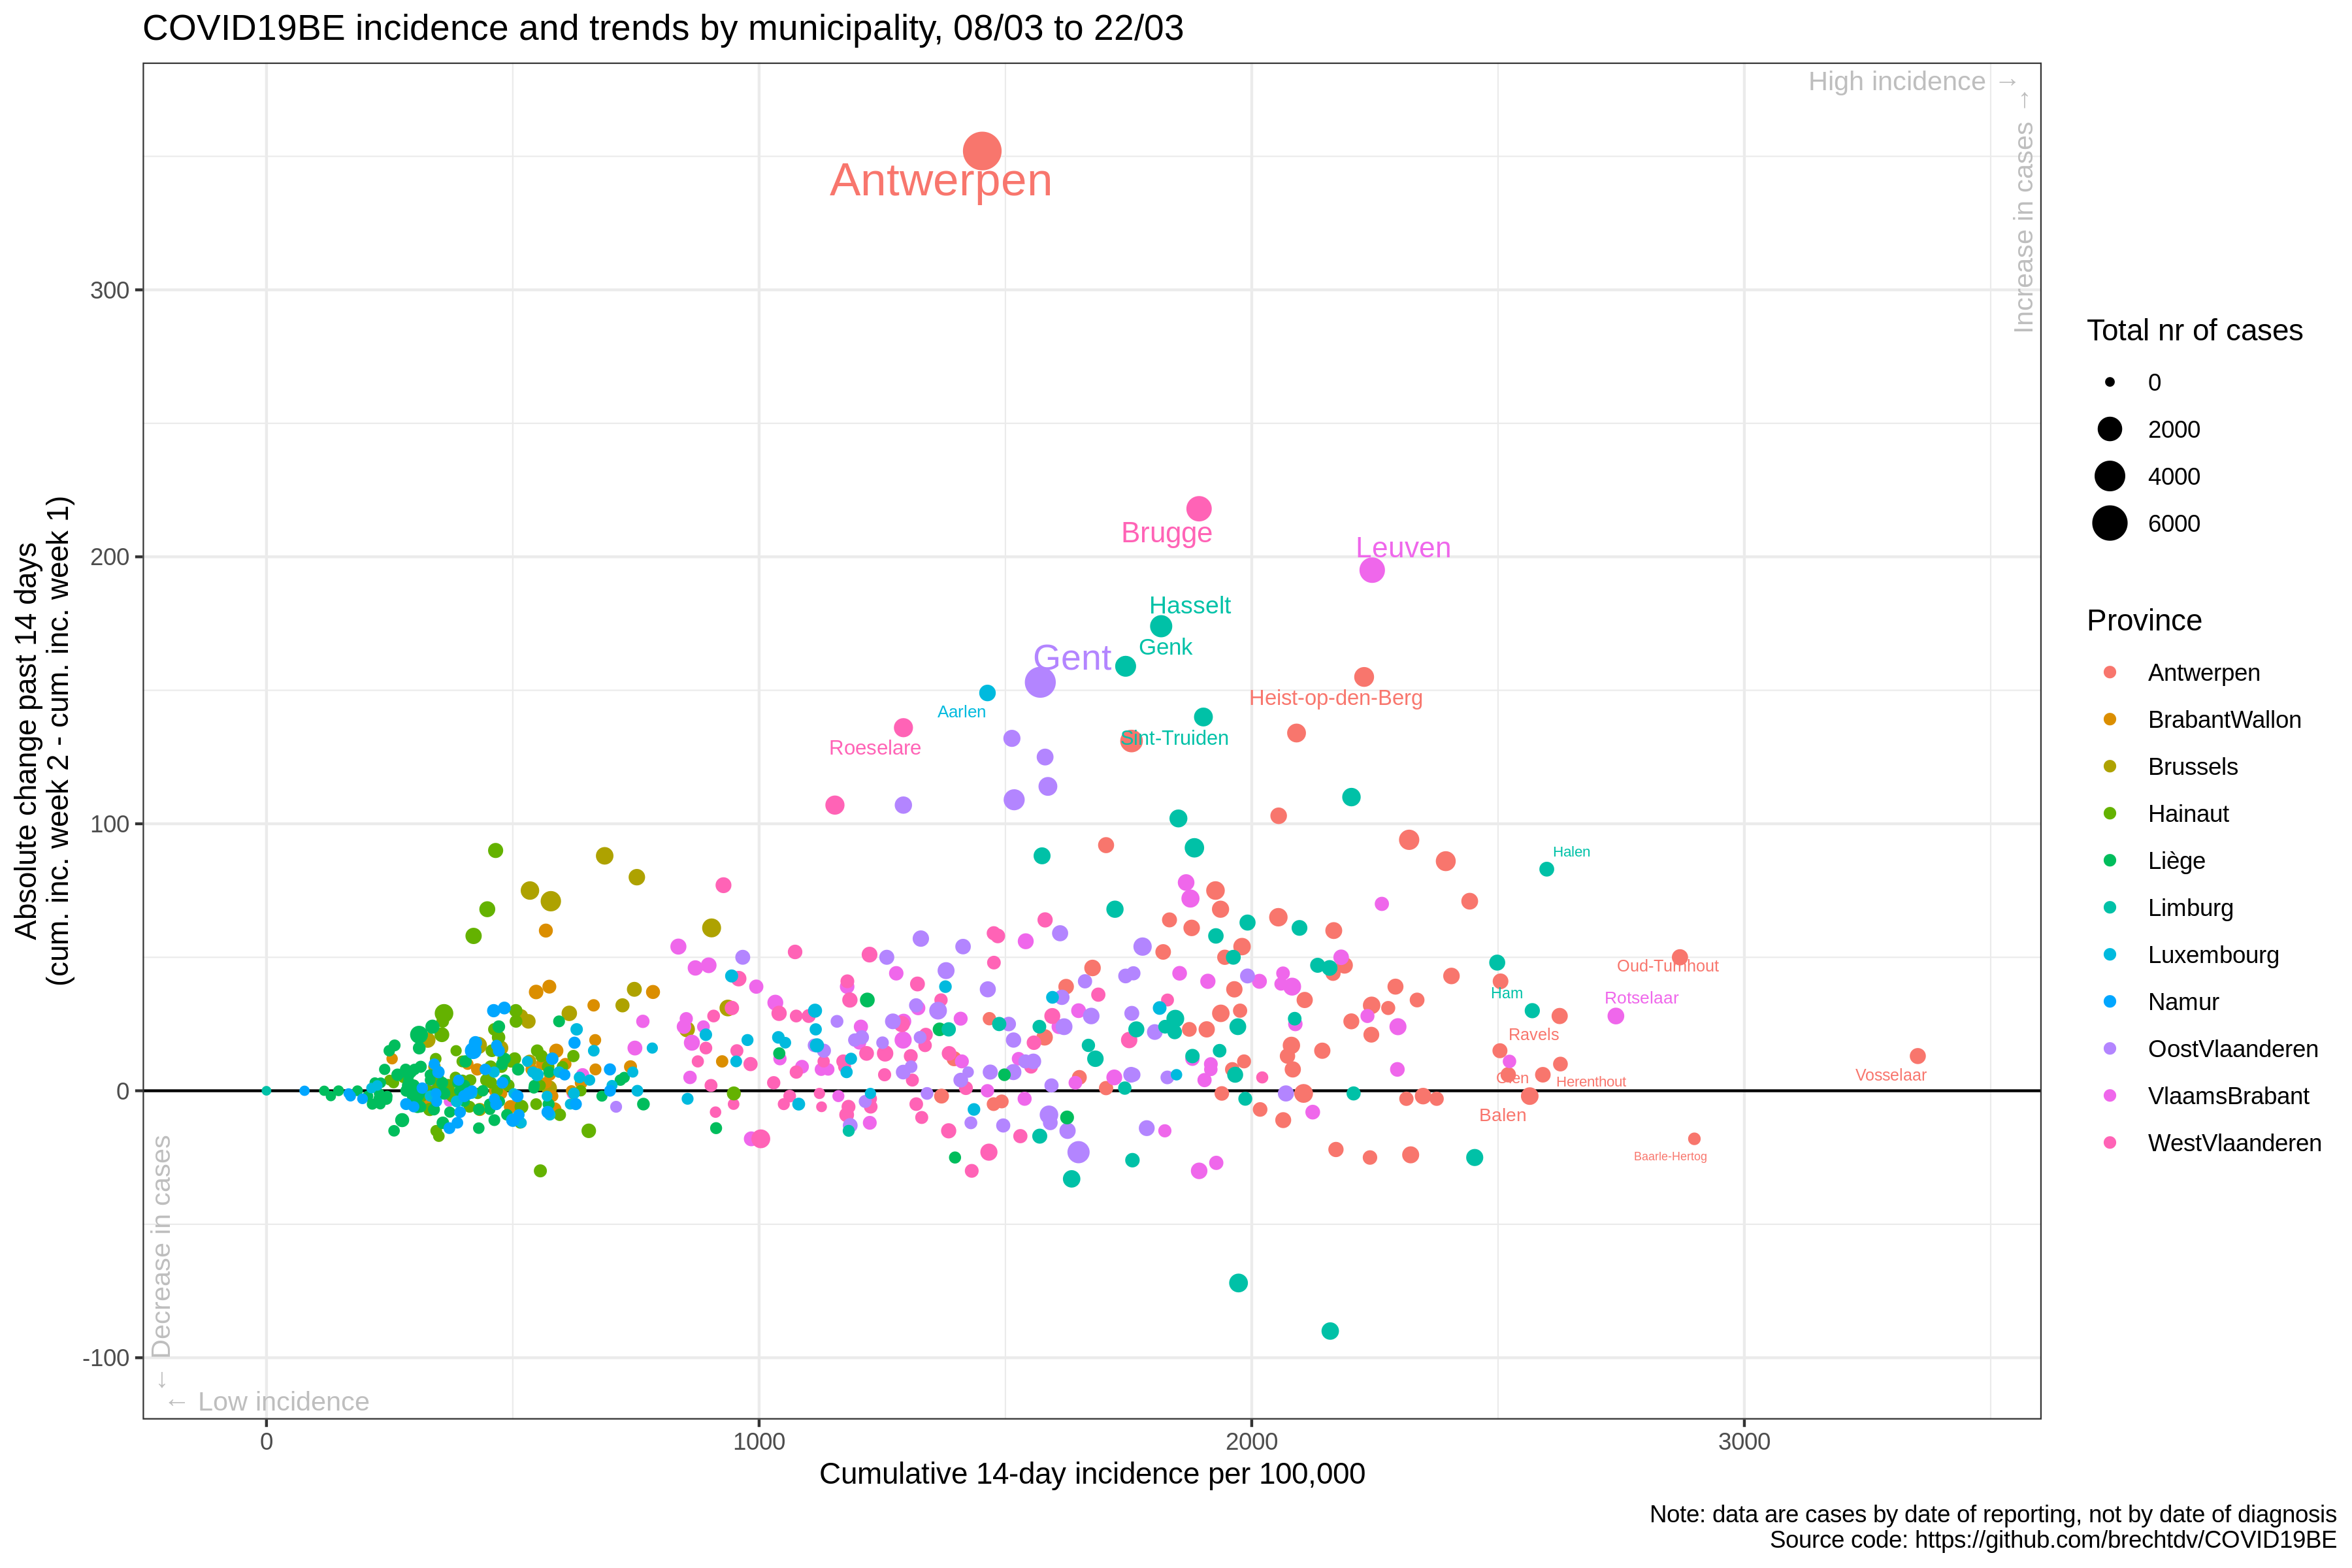 COVID19BE incidence and trends by municipality, 08/03 to 22/03
High incidence →
Increase in cases →
Antwerpen
Brugge
Leuven
Hasselt
Genk
Gent
Aarlen
Heist-op-den-Berg
Roeselare
Sint-Truiden
Halen
Oud-Turnhout
Ham
Rotselaar
Ravels
Vosselaar
Olen
Herenthout
Balen
Baarle-Hertog
← Decrease in cases
← Low incidence
300
200
100
0
-100
0
1000
2000
3000
Absolute change past 14 days
(cum. inc. week 2 - cum. inc. week 1)
Cumulative 14-day incidence per 100,000
Total nr of cases
0
2000
4000
6000
Province
Antwerpen
BrabantWallon
Brussels
Hainaut
Liège
Limburg
Luxembourg
Namur
OostVlaanderen
VlaamsBrabant
WestVlaanderen
Note: data are cases by date of reporting, not by date of diagnosis
Source code: https://github.com/brechtdv/COVID19BE